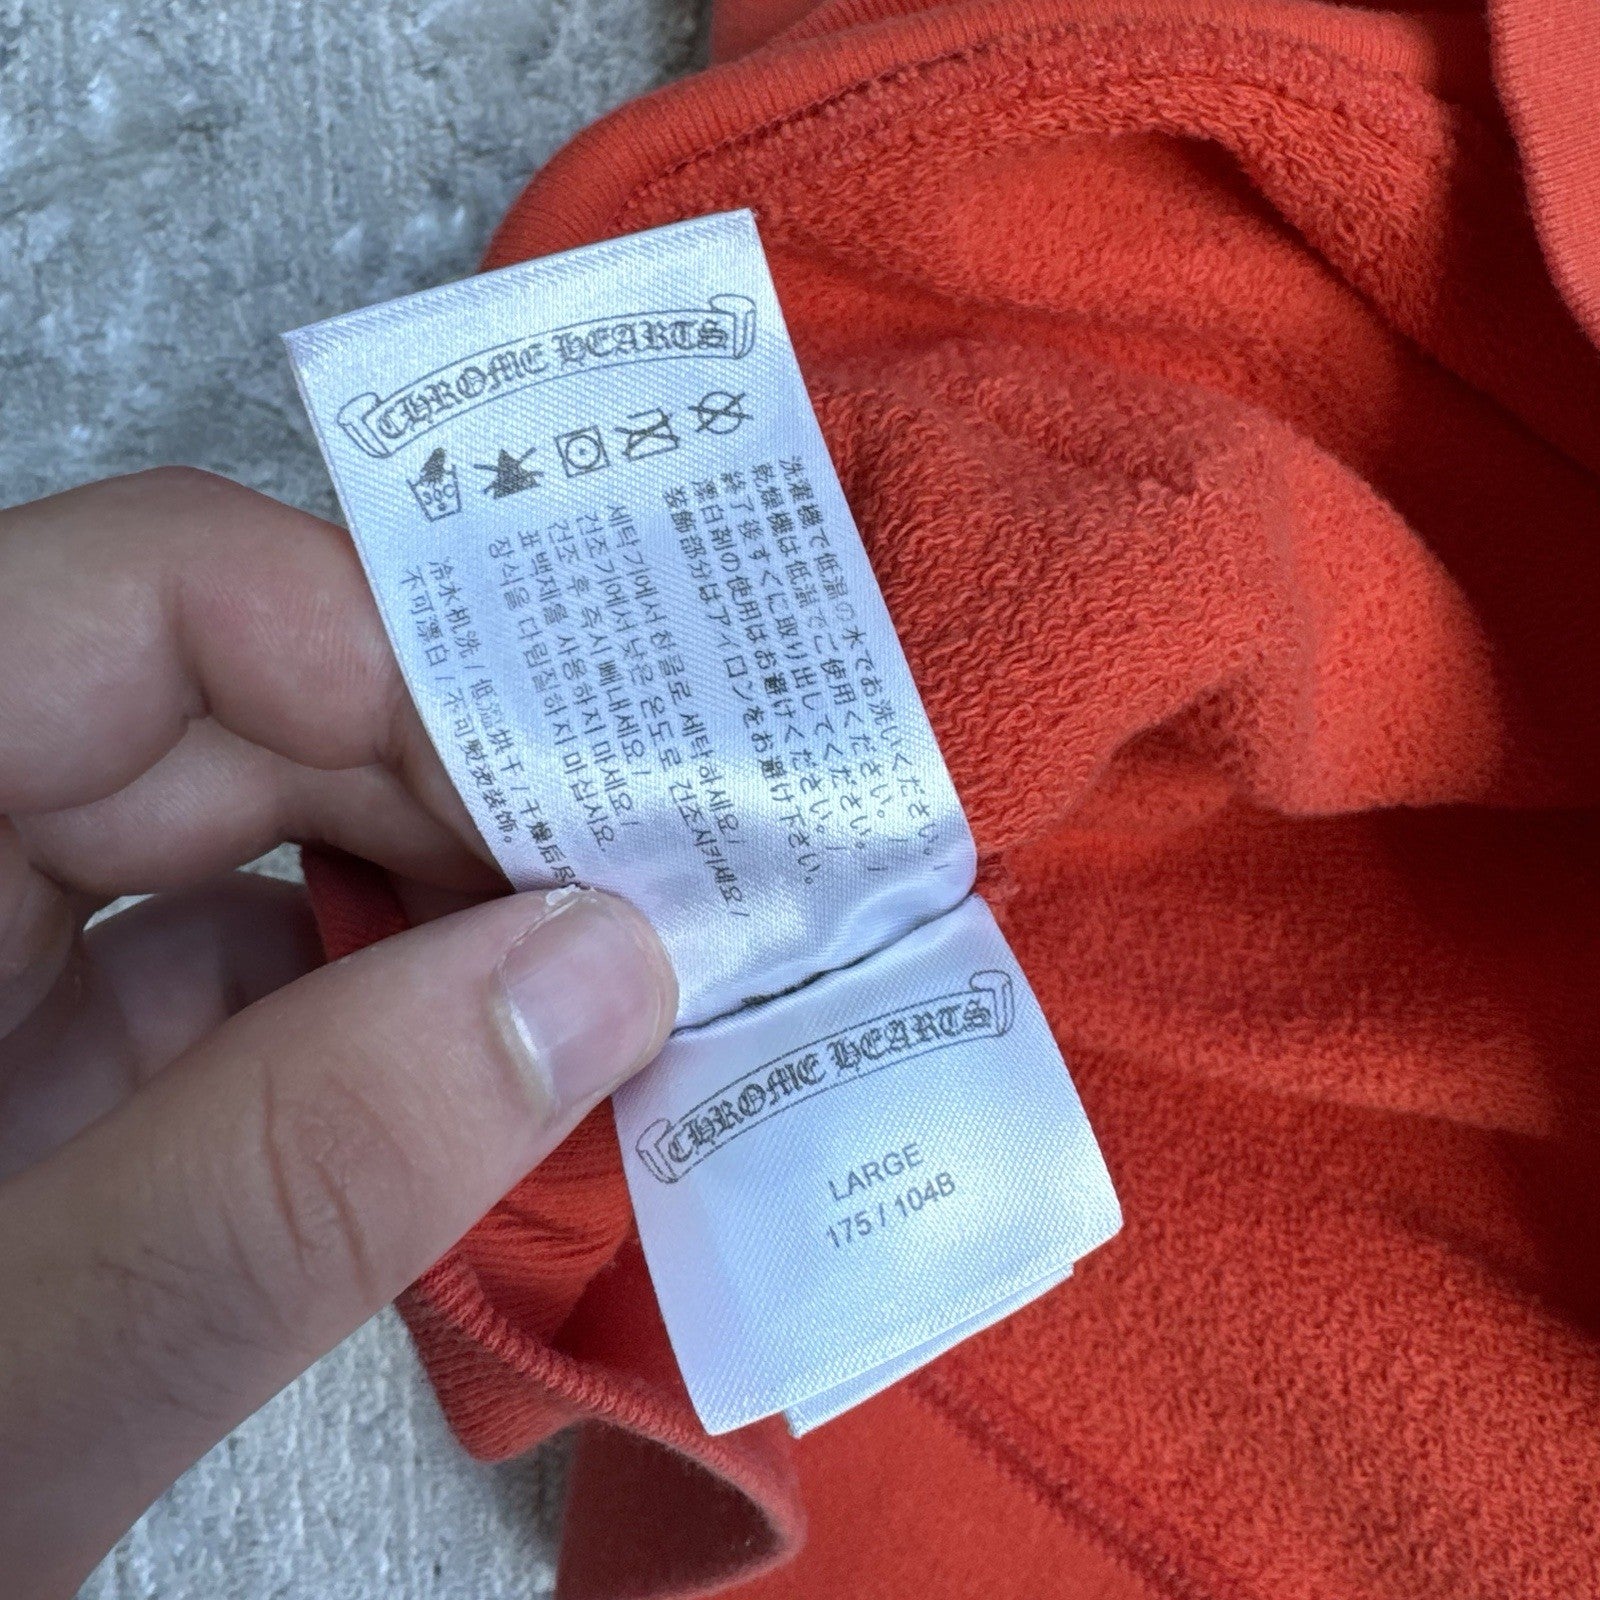 CHROME HEARTS
洗濯機で低温の水でお洗いください。/
乾燥機は低温でご使用ください。/
終了後すぐに取り出してください。/
漂白剤の使用はお避けください。/
装飾部分はアイロンをお避け下さい。
세탁기에서 찬물로 세탁하세요 /
건조기에서 낮은 온도로 건조시키세요 /
건조 후 즉시 빼내세요 /
표백제를 사용하지 마세요 /
장식을 다림질하지 마십시요.
冷水机洗 / 低温烘干 / 干燥后尽
不可漂白 / 不可熨烫装饰。
CHROME HEARTS
LARGE
175 / 104B